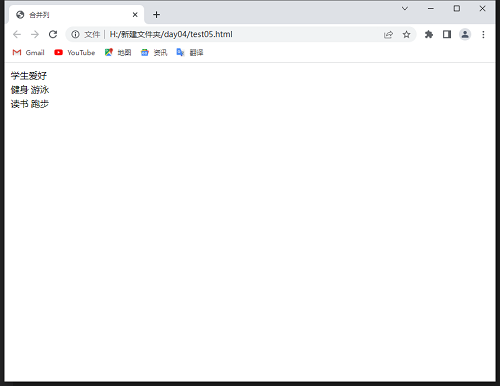 合并列
文件 H:/新建文件夹/day04/test05.html
Gmail YouTube 地图 资讯 翻译
学生爱好
健身 游泳
读书 跑步